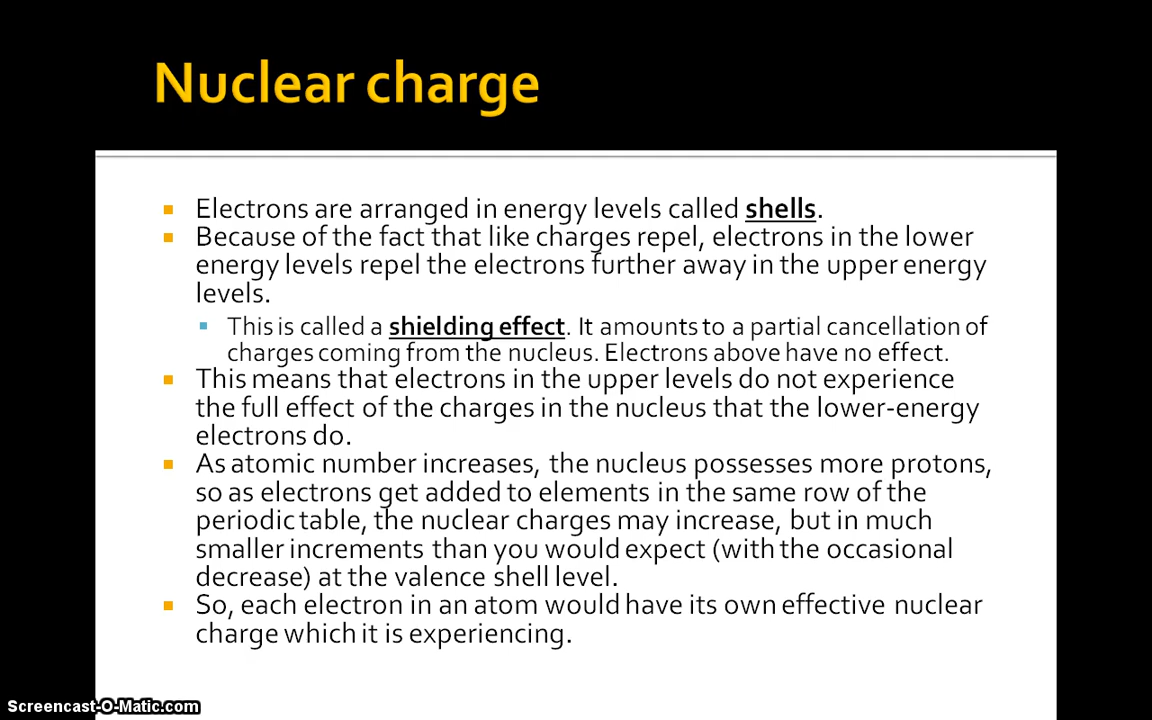 Nuclear charge
Electrons are arranged in energy levels called shells.
Because of the fact that like charges repel, electrons in the lower
energy levels repel the electrons further away in the upper energy
levels.
This is called a shielding effect. It amounts to a partial cancellation of
charges coming from the nucleus. Electrons above have no effect.
This means that electrons in the upper levels do not experience
the full effect of the charges in the nucleus that the lower-energy
electrons do.
As atomic number increases, the nucleus possesses more protons,
so as electrons get added to elements in the same row of the
periodic table, the nuclear charges may increase, but in much
smaller increments than you would expect (with the occasional
decrease) at the valence shell level.
So, each electron in an atom would have its own effective nuclear
charge which it is experiencing.
Screencast-O-Matic.com